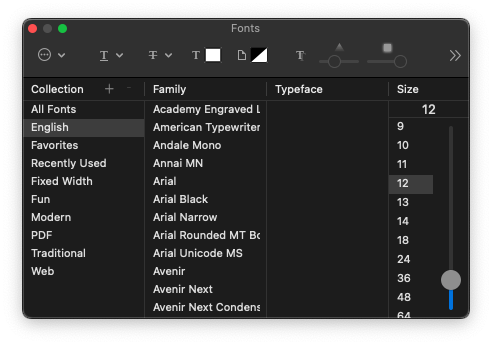 Fonts
T T T T
Collection + - Family Typeface Size
All Fonts Academy Engraved L 12
English American Typewriter 9
Favorites Andale Mono 10
Recently Used Annai MN 11
Fixed Width Arial 12
Fun Arial Black 13
Modern Arial Narrow 14
PDF Arial Rounded MT Bo 18
Traditional Arial Unicode MS 24
Web Avenir 36
Avenir Next 48
Avenir Next Condens 64